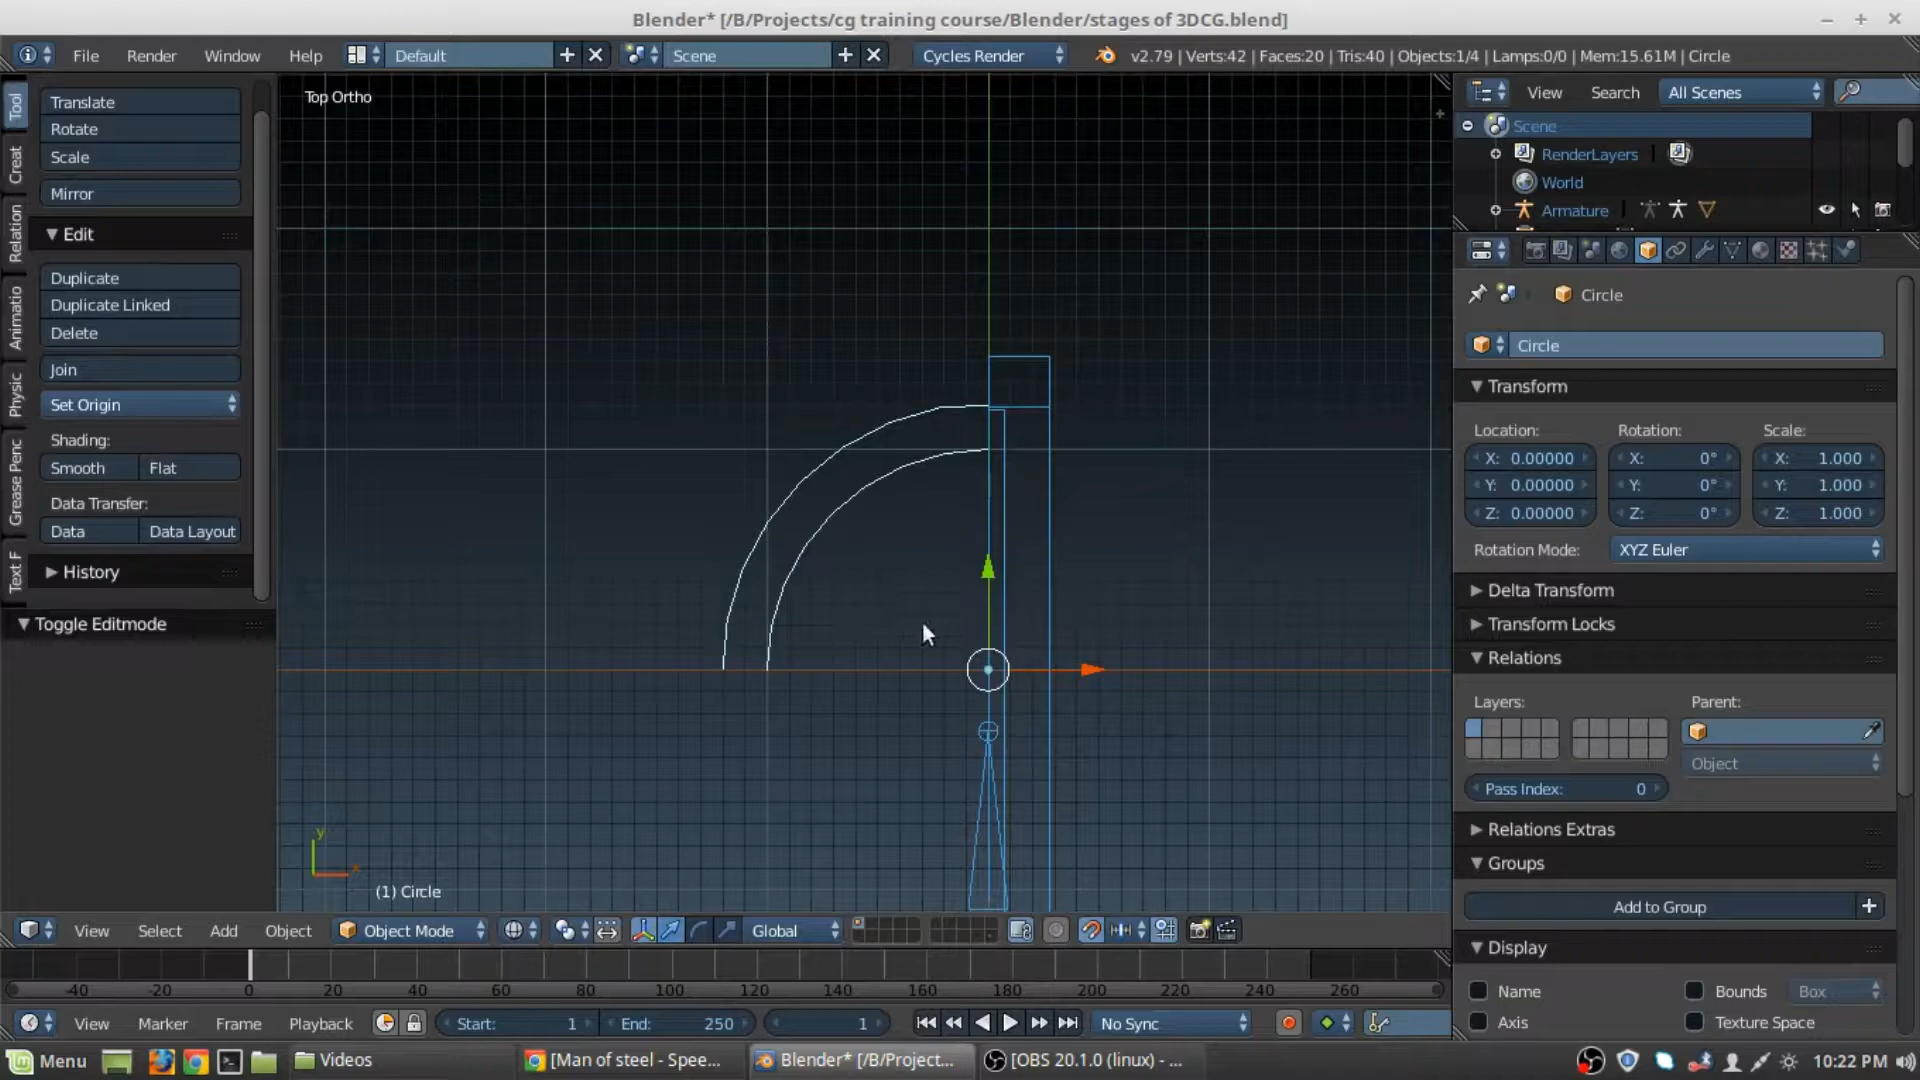 Blender* [/B/Projects/cg training course/Blender/stages of 3DCG.blend]
File Render Window Help Default Scene Cycles Render v2.79 | Verts:42 | Faces:20 | Tris:40 | Objects:1/4 | Lamps:0/0 | Mem:15.61M | Circle
Tool
Creat
Relation
Animatio
Physic
Grease Penc
Text F
Translate
Rotate
Scale
Mirror
Edit
Duplicate
Duplicate Linked
Delete
Join
Set Origin
Shading:
Smooth Flat
Data Transfer:
Data Data Layout
History
Toggle Editmode
Top Ortho
y
x
(1) Circle
View Select Add Object Object Mode Global
-40 -20 0 20 40 60 80 100 120 140 160 180 200 220 240 260
View Marker Frame Playback Start: 1 End: 250 1 No Sync
View Search All Scenes
Scene
RenderLayers
World
Armature
Circle
Circle
Transform
Location: Rotation: Scale:
X: 0.00000 X: 0° X: 1.000
Y: 0.00000 Y: 0° Y: 1.000
Z: 0.00000 Z: 0° Z: 1.000
Rotation Mode: XYZ Euler
Delta Transform
Transform Locks
Relations
Layers: Parent:
Object
Pass Index: 0
Relations Extras
Groups
Add to Group
Display
Name Bounds Box
Axis Texture Space
Menu Videos [Man of steel - Spee... Blender* [/B/Project... [OBS 20.1.0 (linux) - ... 10:22 PM